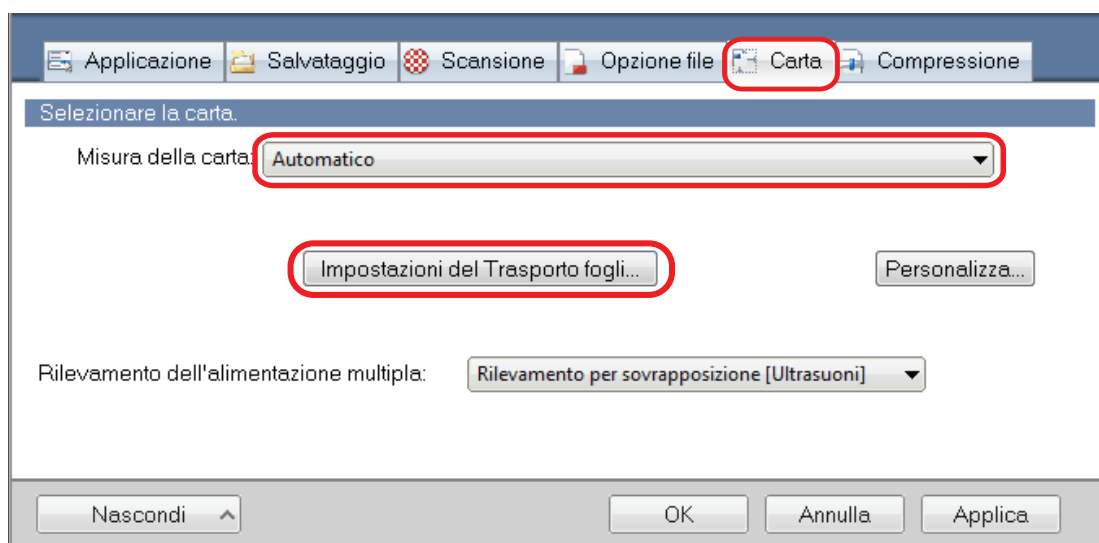 Applicazione Salvataggio Scansione Opzione file Carta Compressione
Selezionare la carta.
Misura della carta: Automatico
Impostazioni del Trasporto fogli... Personalizza...
Rilevamento dell'alimentazione multipla: Rilevamento per sovrapposizione [Ultrasuoni]
Nascondi OK Annulla Applica